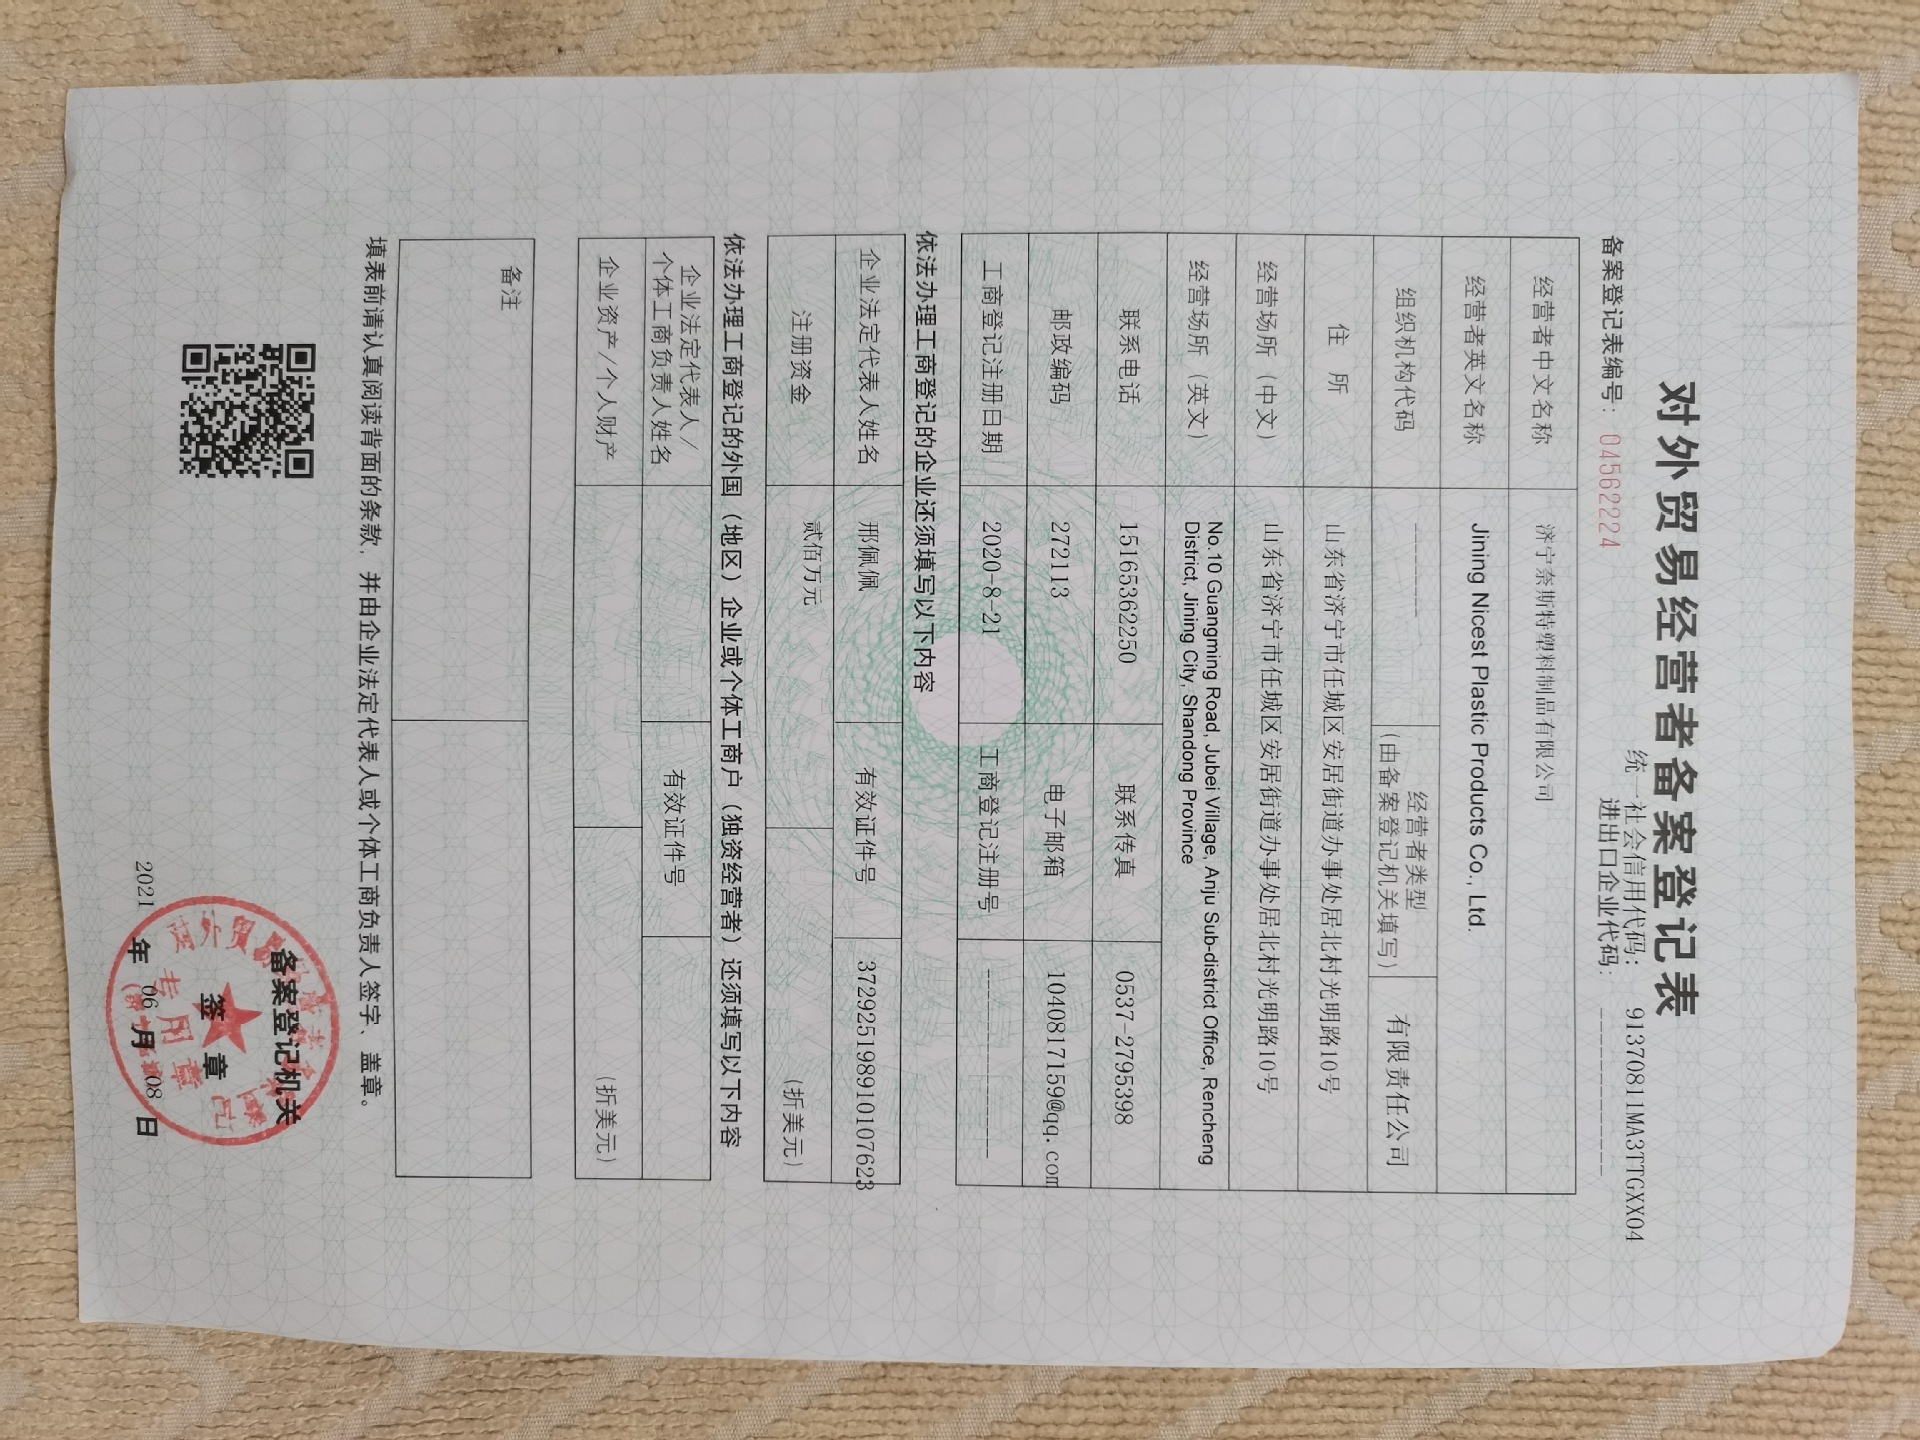 对外贸易经营者备案登记表
统一社会信用代码： 91370811MA3TTGXX04
备案登记表编号： 04562224 进出口企业代码： -------------
经营者中文名称 济宁奈斯特塑料制品有限公司
经营者英文名称 Jining Nicest Plastic Products Co., Ltd.
组织机构代码 --------- 经营者类型 有限责任公司
（由备案登记机关填写）
住 所 山东省济宁市任城区安居街道办事处居北村光明路10号
经营场所（中文） 山东省济宁市任城区安居街道办事处居北村光明路10号
经营场所（英文） No.10 Guangming Road, Jubei Village, Anju Sub-district Office, Rencheng
District, Jining City, Shandong Province
联系电话 15165362250 联系传真 0537-2795398
邮政编码 272113 电子邮箱 1040817159@qq.com
工商登记注册日期 2020-8-21 工商登记注册号 --------------
依法办理工商登记的企业还须填写以下内容
企业法定代表人姓名 邢佩佩 有效证件号 372925198910107623
注册资金 贰佰万元 （折美元）
依法办理工商登记的外国（地区）企业或个体工商户（独资经营者）还须填写以下内容
企业法定代表人/
个体工商负责人姓名 有效证件号
企业资产/个人财产 （折美元）
备注
填表前请认真阅读背面的条款，并由企业法定代表人或个体工商负责人签字、盖章。
备案登记机关
签 章
对外贸易
专用章
2021 年 06 月 08 日